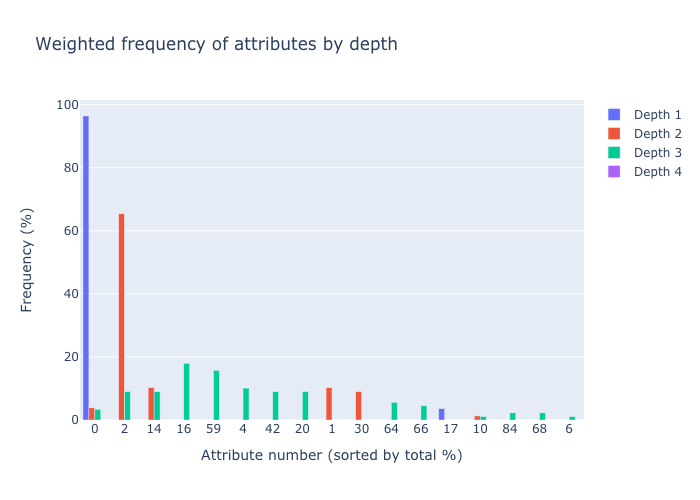 Weighted frequency of attributes by depth
100
80
60
40
20
0
Frequency (%)
0 2 14 16 59 4 42 20 1 30 64 66 17 10 84 68 6
Attribute number (sorted by total %)
Depth 1
Depth 2
Depth 3
Depth 4